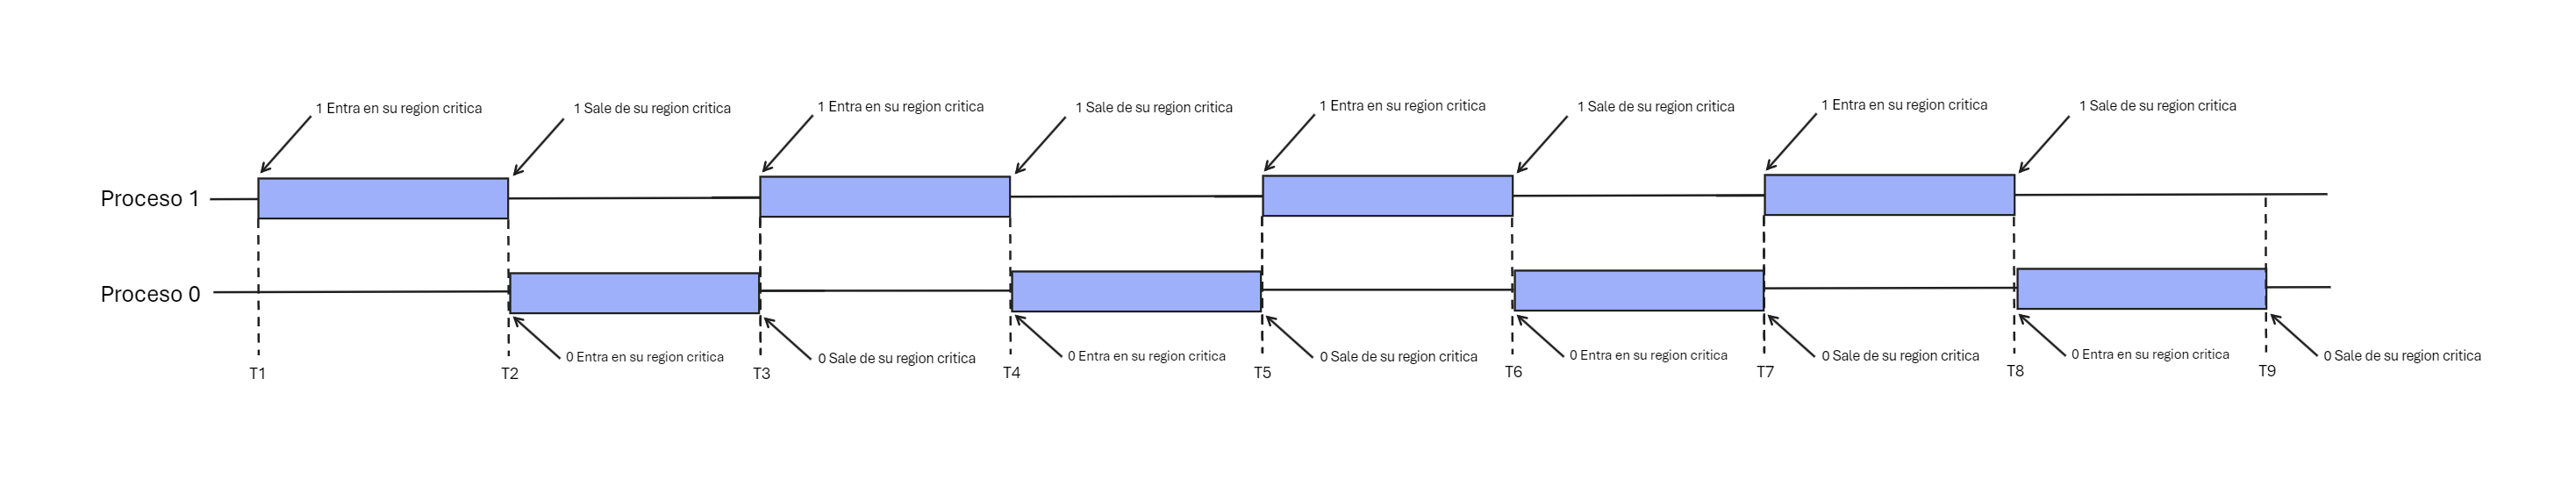 1 Entra en su region critica
1 Sale de su region critica
1 Entra en su region critica
1 Sale de su region critica
1 Entra en su region critica
1 Sale de su region critica
1 Entra en su region critica
1 Sale de su region critica
Proceso 1
Proceso 0
0 Entra en su region critica
0 Sale de su region critica
0 Entra en su region critica
0 Sale de su region critica
0 Entra en su region critica
0 Sale de su region critica
0 Entra en su region critica
0 Sale de su region critica
T1
T2
T3
T4
T5
T6
T7
T8
T9